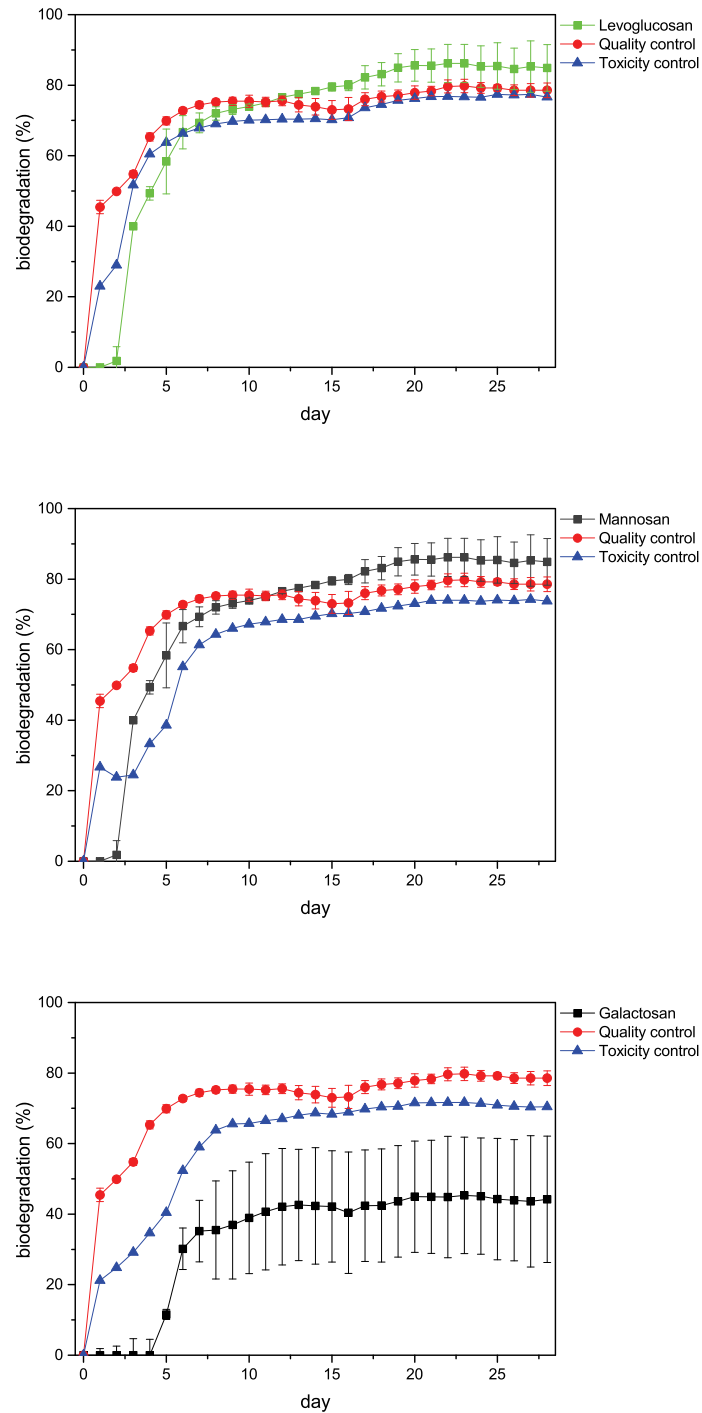 100
80
60
40
20
0
biodegradation (%)
0 5 10 15 20 25
day
Levoglucosan
Quality control
Toxicity control
100
80
60
40
20
0
biodegradation (%)
0 5 10 15 20 25
day
Mannosan
Quality control
Toxicity control
100
80
60
40
20
0
biodegradation (%)
0 5 10 15 20 25
day
Galactosan
Quality control
Toxicity control